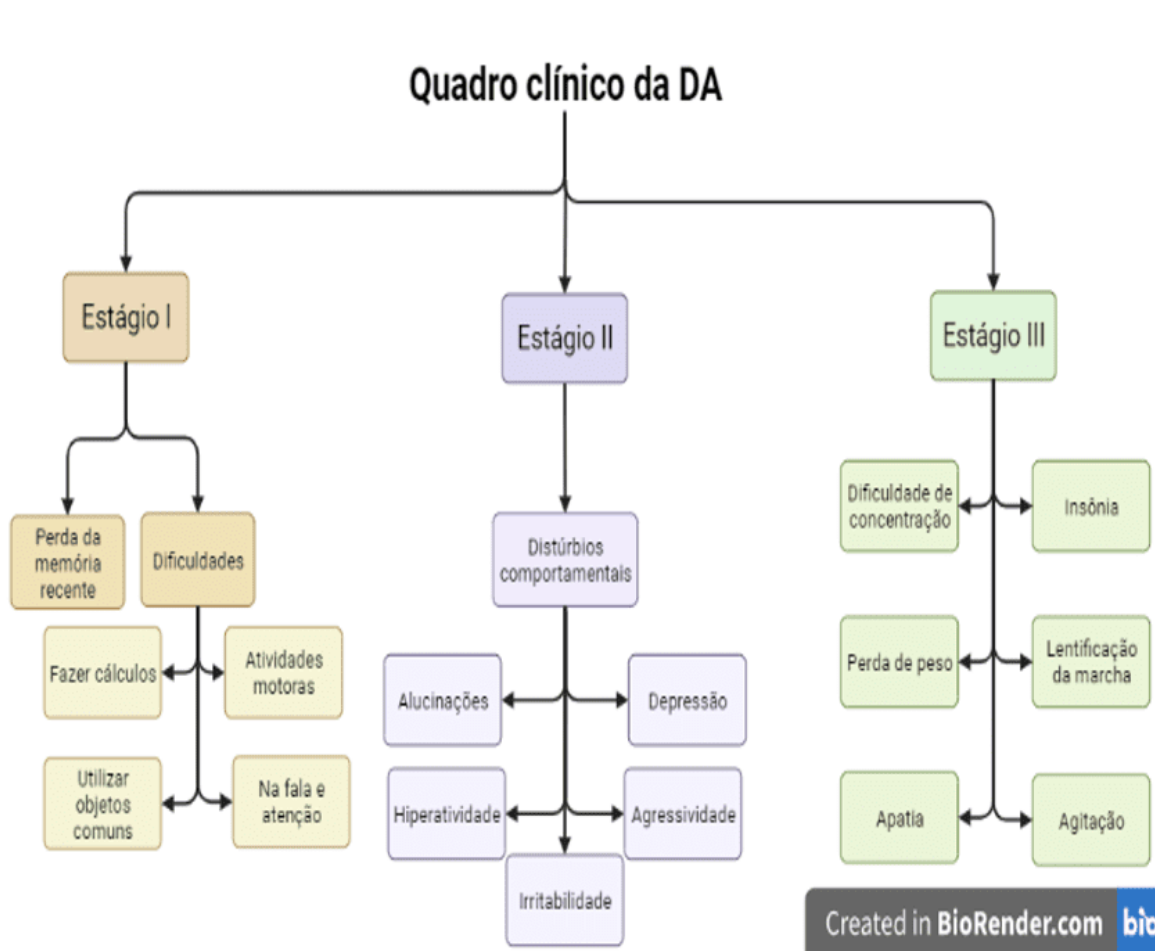 Quadro clínico da DA
Estágio I
Estágio II
Estágio III
Perda da
memória
recente
Dificuldades
Fazer cálculos
Atividades
motoras
Utilizar
objetos
comuns
Na fala e
atenção
Distúrbios
comportamentais
Alucinações
Depressão
Hiperatividade
Agressividade
Irritabilidade
Dificuldade de
concentração
Insônia
Perda de peso
Lentificação
da marcha
Apatia
Agitação
Created in BioRender.com
bio